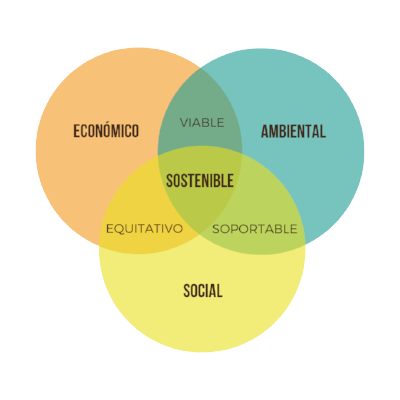 VIABLE
ECONÓMICO
AMBIENTAL
SOSTENIBLE
EQUITATIVO
SOPORTABLE
SOCIAL